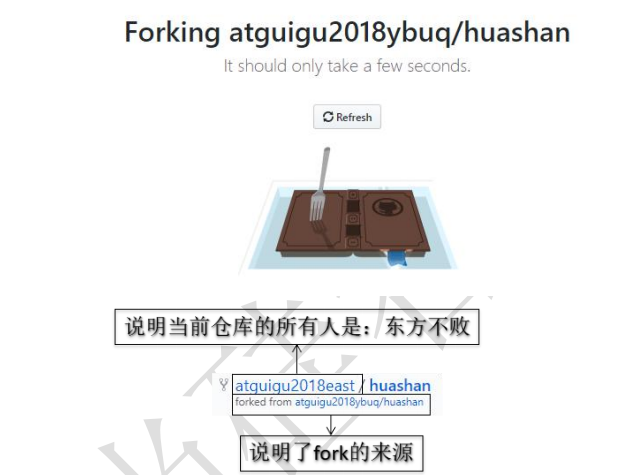 Forking atguigu2018ybuq/huashan
It should only take a few seconds.
Refresh
说明当前仓库的所有人是：东方不败
atguigu2018east / huashan
forked from atguigu2018ybuq/huashan
说明了fork的来源